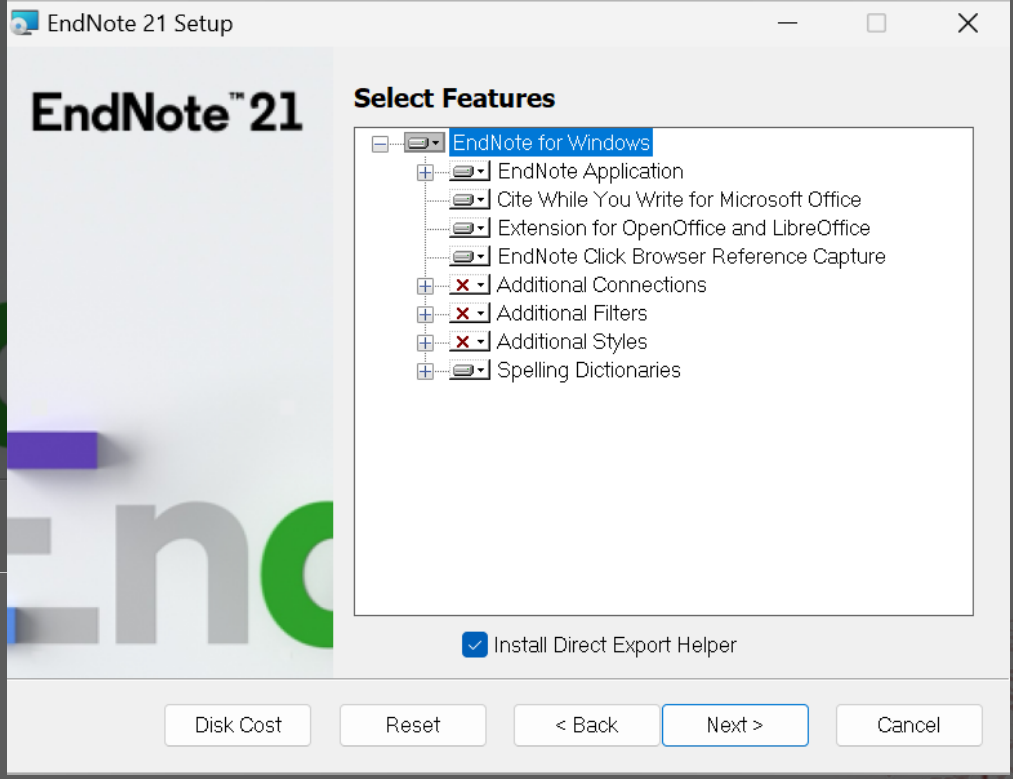 EndNote 21 Setup
EndNote™21
Select Features
EndNote for Windows
EndNote Application
Cite While You Write for Microsoft Office
Extension for OpenOffice and LibreOffice
EndNote Click Browser Reference Capture
Additional Connections
Additional Filters
Additional Styles
Spelling Dictionaries
Install Direct Export Helper
Disk Cost
Reset
< Back
Next >
Cancel